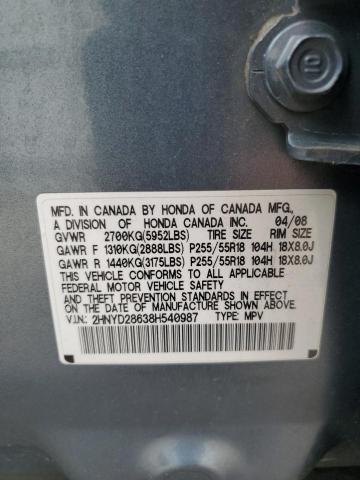 10
MFD. IN CANADA BY HONDA OF CANADA MFG.,
A DIVISION OF HONDA CANADA INC. 04/08
GVWR 2700KG(5952LBS) TIRE SIZE RIM SIZE
GAWR F 1310KG(2888LBS) P255/55R18 104H 18X8.0J
GAWR R 1440KG(3175LBS) P255/55R18 104H 18X8.0J
THIS VEHICLE CONFORMS TO ALL APPLICABLE
FEDERAL MOTOR VEHICLE SAFETY AND
THEFT PREVENTION STANDARDS IN EFFECT
ON THE DATE OF MANUFACTURE SHOWN ABOVE.
V.I.N.: 2HNYD28638H540987 TYPE: MPV